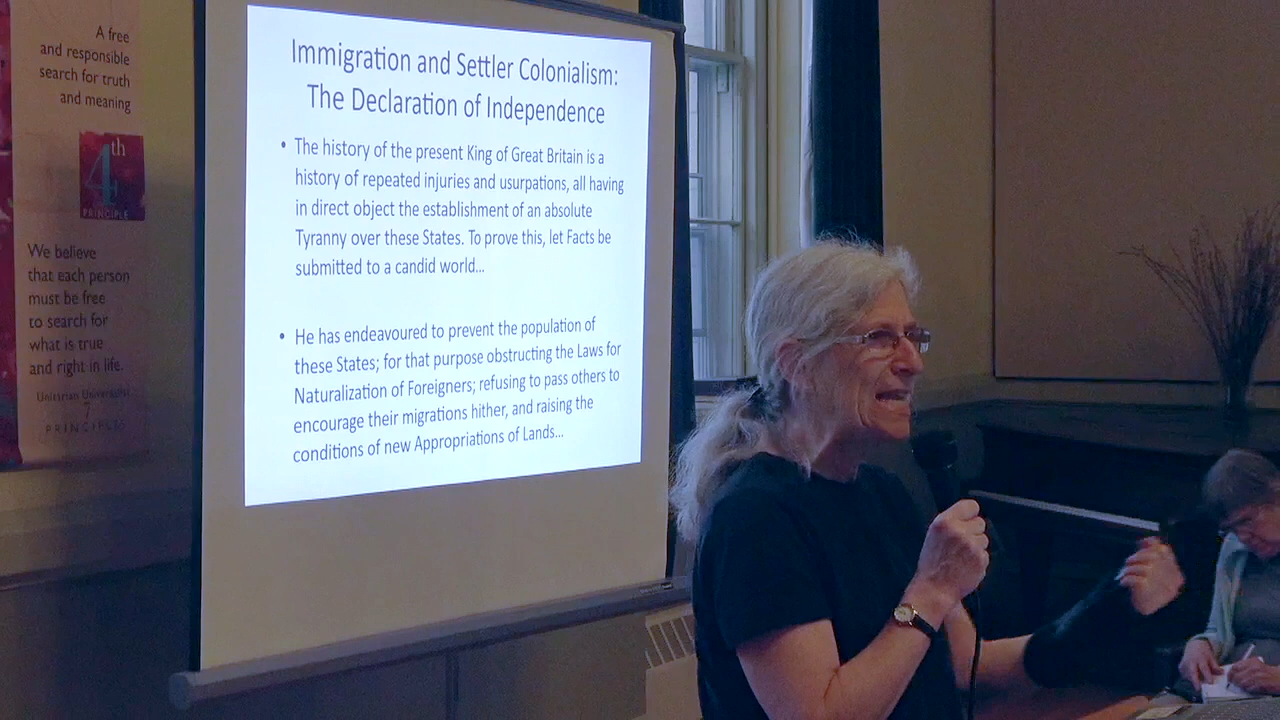 A free
and responsible
search for truth
and meaning
4th
PRINCIPLE
We believe
that each person
must be free
to search for
what is true
and right in life.
Unitarian Universalist
7
PRINCIPLES
Immigration and Settler Colonialism:
The Declaration of Independence
• The history of the present King of Great Britain is a
history of repeated injuries and usurpations, all having
in direct object the establishment of an absolute
Tyranny over these States. To prove this, let Facts be
submitted to a candid world...
• He has endeavoured to prevent the population of
these States; for that purpose obstructing the Laws for
Naturalization of Foreigners; refusing to pass others to
encourage their migrations hither, and raising the
conditions of new Appropriations of Lands...